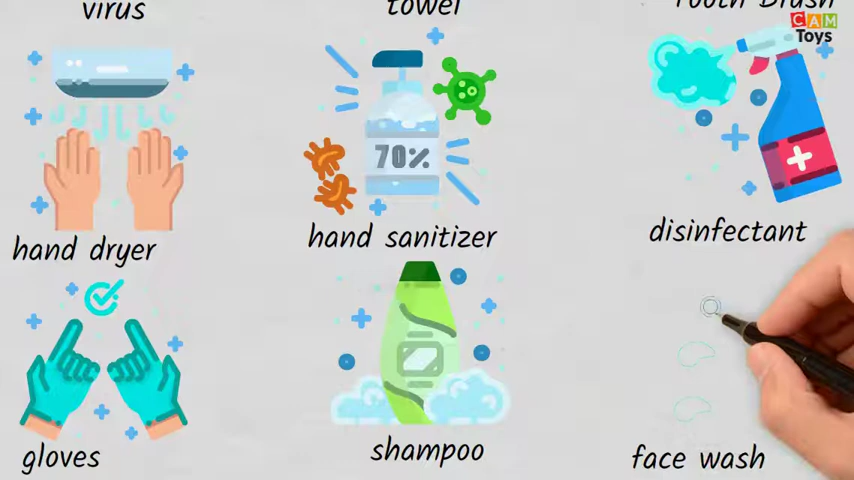 virus
towel
Tooth Brush
CAM
Toys
70%
hand dryer
hand sanitizer
disinfectant
gloves
shampoo
face wash